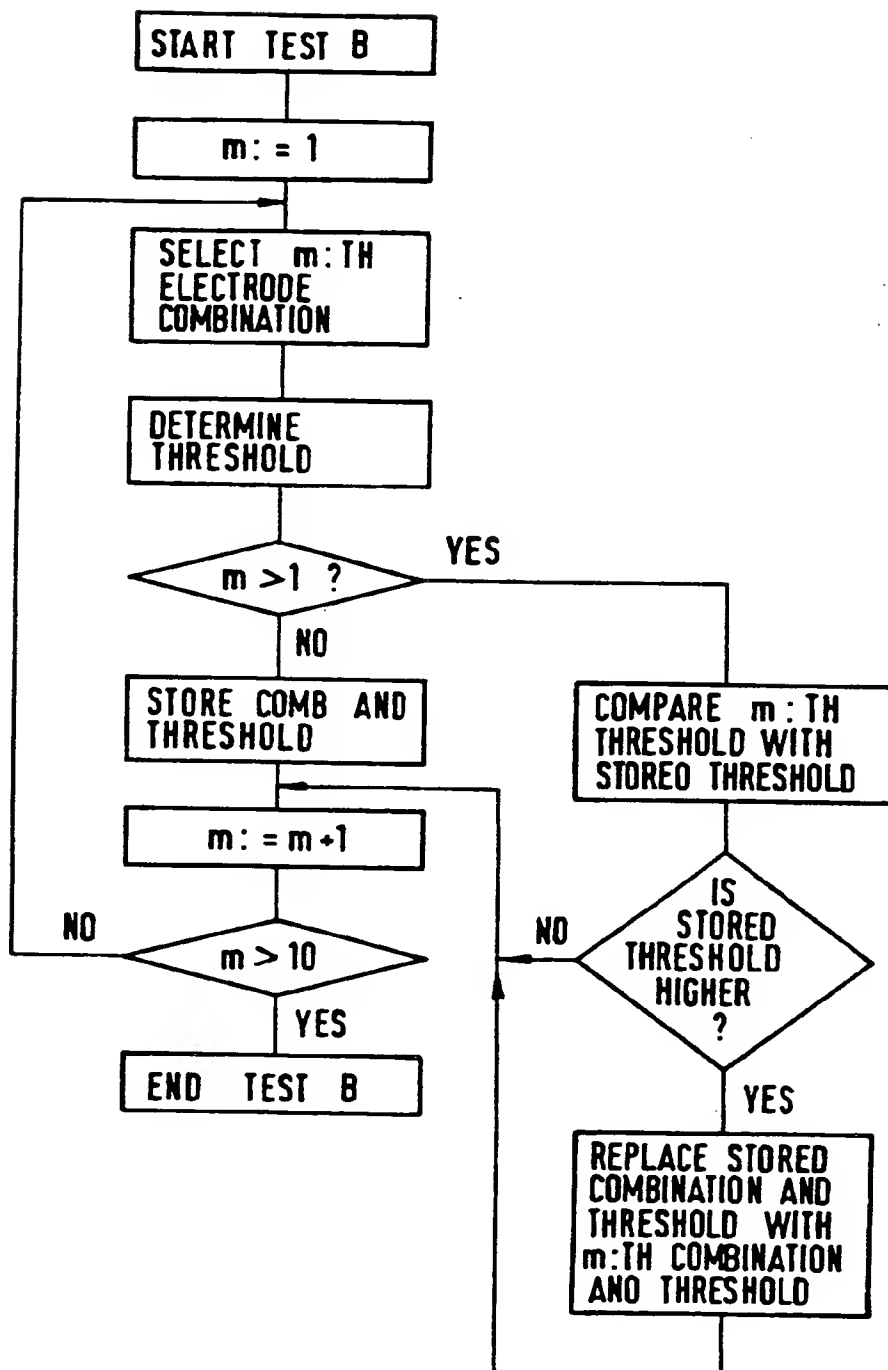 START TEST B
m: = 1
SELECT m:TH
ELECTRODE
COMBINATION
DETERMINE
THRESHOLD
m >1 ?
YES
NO
STORE COMB AND
THRESHOLD
m: = m+1
m > 10
NO
YES
END TEST B
COMPARE m:TH
THRESHOLD WITH
STOREO THRESHOLD
IS
STORED
THRESHOLD
HIGHER
?
NO
YES
REPLACE STORED
COMBINATION AND
THRESHOLD WITH
m:TH COMBINATION
ANO THRESHOLD